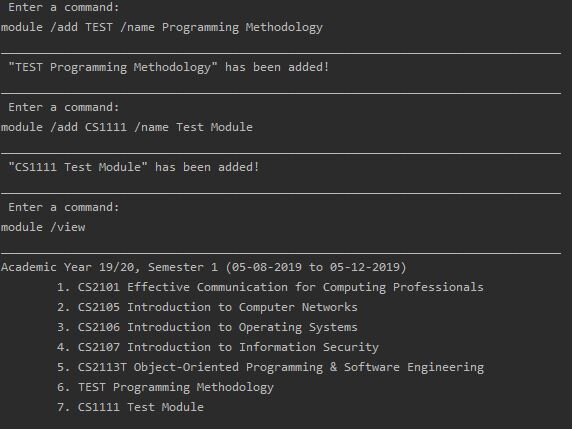 Enter a command:
module /add TEST /name Programming Methodology
"TEST Programming Methodology" has been added!
Enter a command:
module /add CS1111 /name Test Module
"CS1111 Test Module" has been added!
Enter a command:
module /view
Academic Year 19/20, Semester 1 (05-08-2019 to 05-12-2019)
1. CS2101 Effective Communication for Computing Professionals
2. CS2105 Introduction to Computer Networks
3. CS2106 Introduction to Operating Systems
4. CS2107 Introduction to Information Security
5. CS2113T Object-Oriented Programming & Software Engineering
6. TEST Programming Methodology
7. CS1111 Test Module